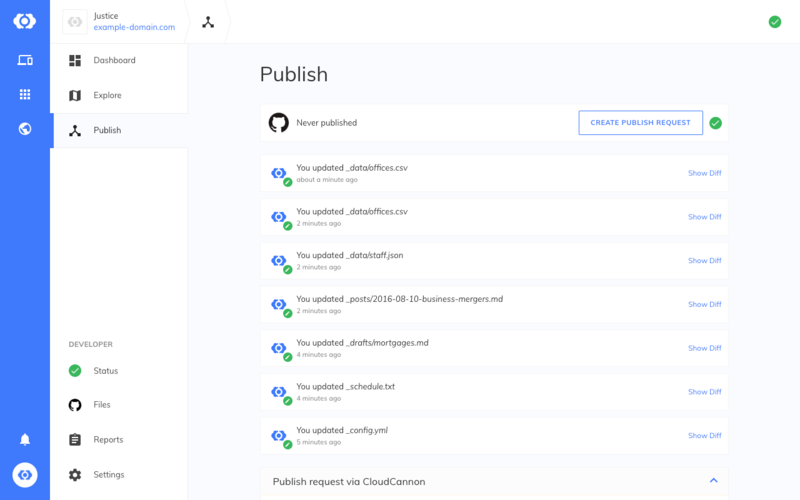 Justice
example-domain.com
Dashboard
Explore
Publish
DEVELOPER
Status
Files
Reports
Settings
Publish
Never published
CREATE PUBLISH REQUEST
You updated _data/offices.csv
about a minute ago
Show Diff
You updated _data/offices.csv
2 minutes ago
Show Diff
You updated _data/staff.json
2 minutes ago
Show Diff
You updated _posts/2016-08-10-business-mergers.md
2 minutes ago
Show Diff
You updated _drafts/mortgages.md
4 minutes ago
Show Diff
You updated _schedule.txt
4 minutes ago
Show Diff
You updated _config.yml
5 minutes ago
Show Diff
Publish request via CloudCannon